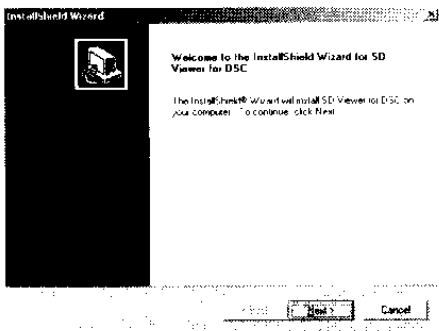 InstallShield Wizard
Welcome to the InstallShield Wizard for SD
Viewer for DSC
The InstallShield® Wizard will install SD Viewer for DSC on
your computer. To continue, click Next.
Next >
Cancel